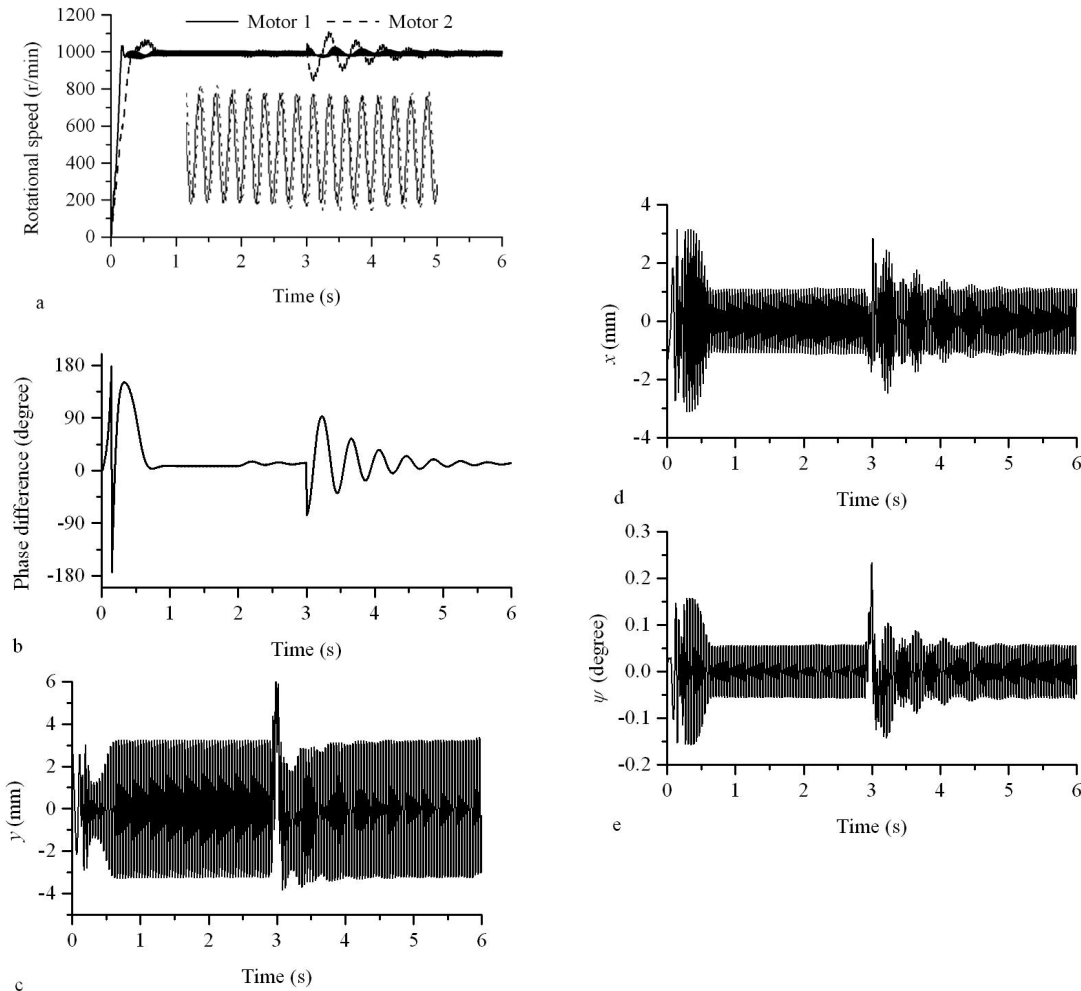 Motor 1
Motor 2
1200
1000
800
600
400
200
0
Rotational speed (r/min)
0 1 2 3 4 5 6
Time (s)
a
180
90
0
-90
-180
Phase difference (degree)
0 1 2 3 4 5 6
Time (s)
b
6
4
2
0
-2
-4
y (mm)
0 1 2 3 4 5 6
Time (s)
c
4
2
0
-2
-4
x (mm)
0 1 2 3 4 5 6
Time (s)
d
0.3
0.2
0.1
0.0
-0.1
-0.2
ψ (degree)
0 1 2 3 4 5 6
Time (s)
e